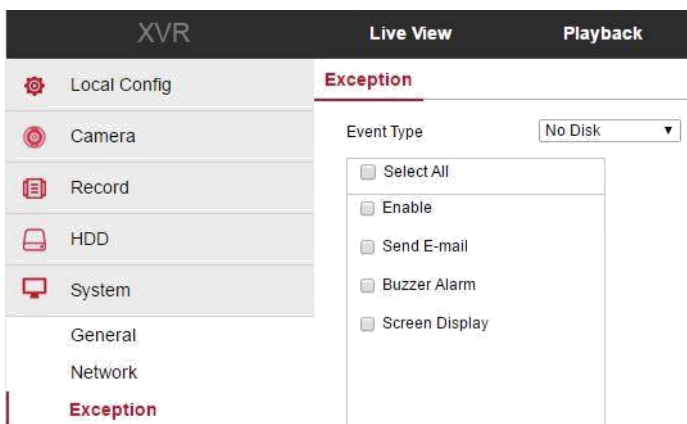 XVR Live View Playback
Local Config
Camera
Record
HDD
System
General
Network
Exception
Exception
Event Type No Disk
Select All
Enable
Send E-mail
Buzzer Alarm
Screen Display